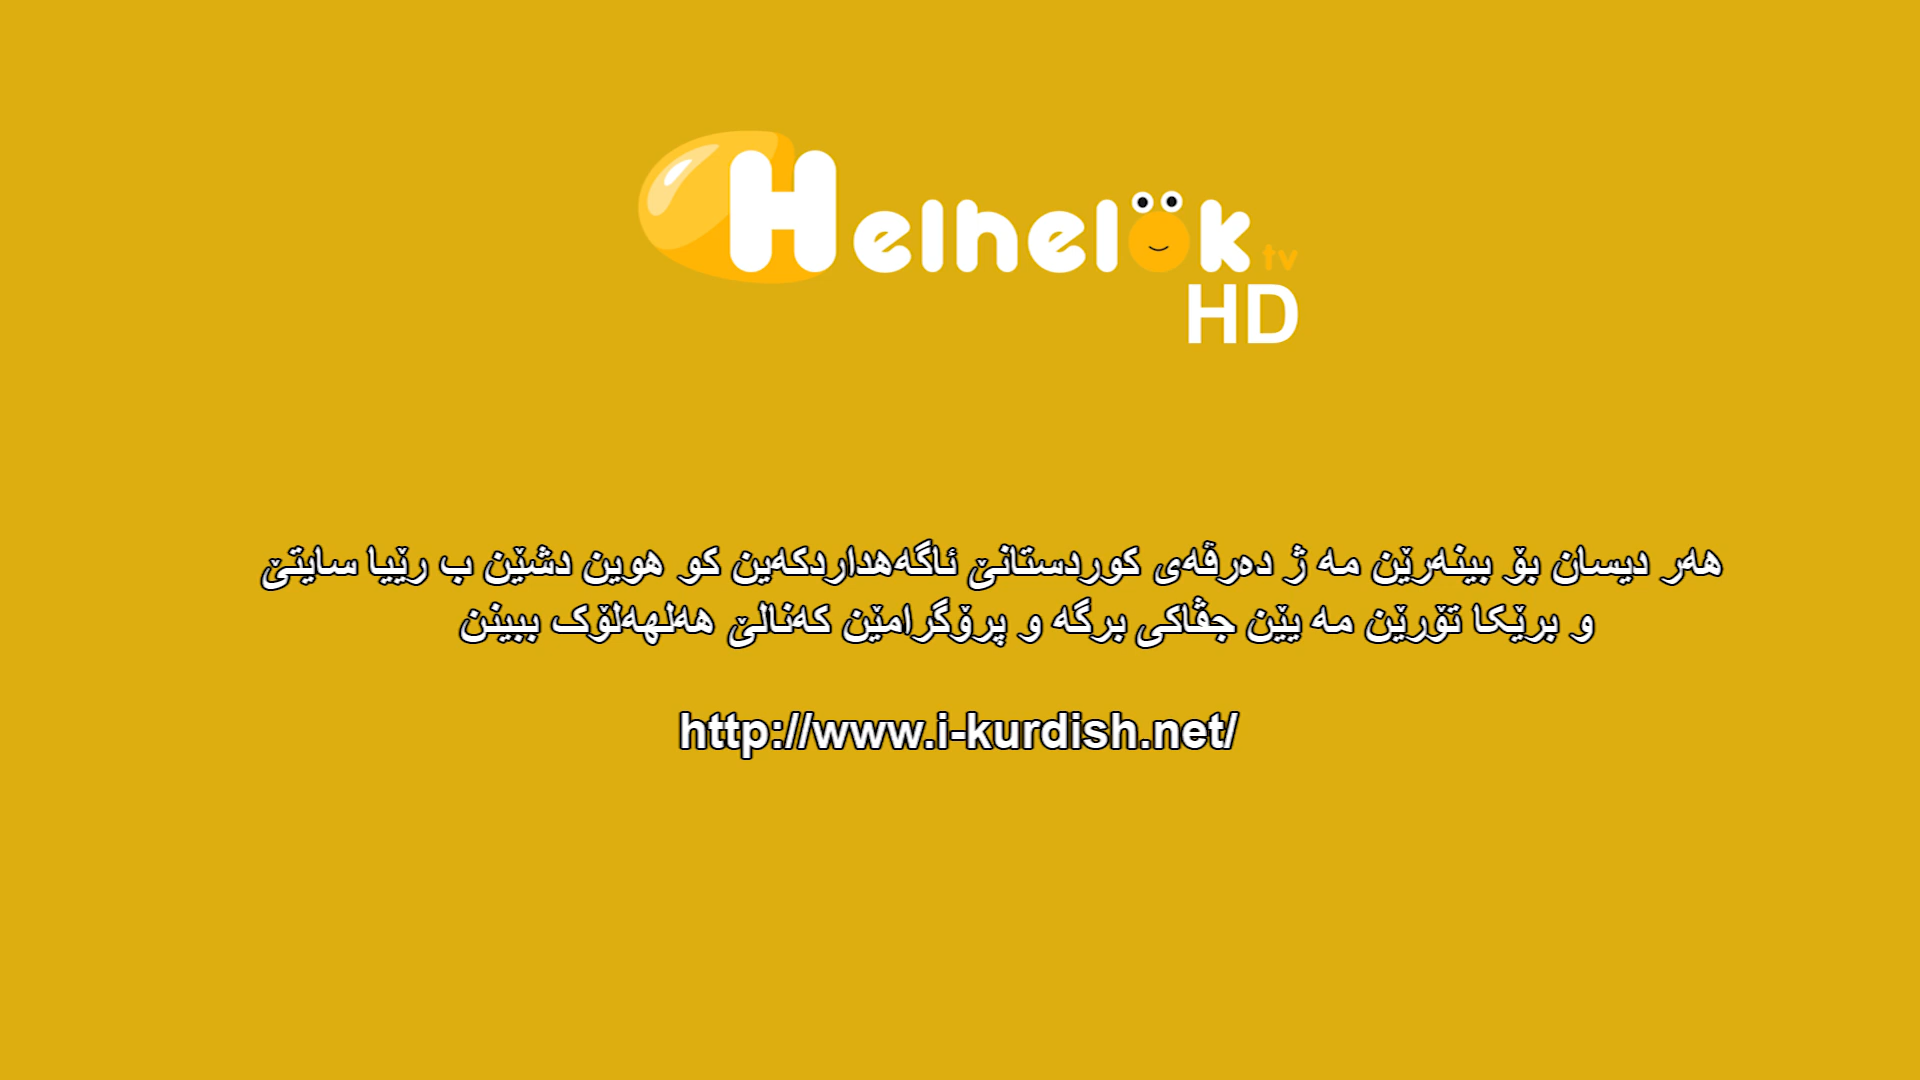 Helhelök tv
HD
هەر دیسان بۆ بینەرێن مە ژ دەرڤەی کوردستانێ ئاگەهداردکەین کو هوین دشێن ب رێیا سایتێ
و برێکا تۆرێن مە یێن جڤاکی برگە و پرۆگرامێن کەنالێ هەلهەلۆک ببینن
http://www.i-kurdish.net/